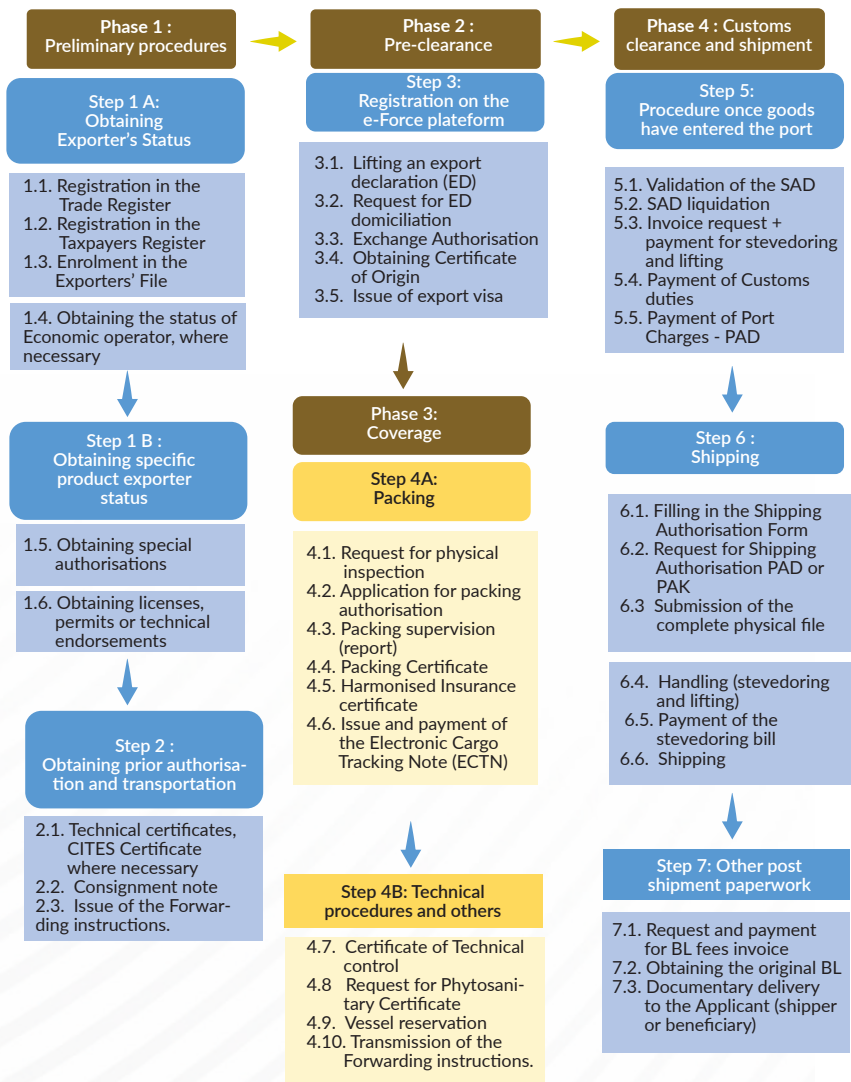 Phase 1 :
Preliminary procedures
Step 1 A:
Obtaining
Exporter's Status
1.1. Registration in the
Trade Register
1.2. Registration in the
Taxpayers Register
1.3. Enrolment in the
Exporters' File
1.4. Obtaining the status of
Economic operator, where
necessary
Step 1 B :
Obtaining specific
product exporter
status
1.5. Obtaining special
authorisations
1.6. Obtaining licenses,
permits or technical
endorsements
Step 2 :
Obtaining prior authorisa-
tion and transportation
2.1. Technical certificates,
CITES Certificate
where necessary
2.2. Consignment note
2.3. Issue of the Forwar-
ding instructions.
Phase 2 :
Pre-clearance
Step 3:
Registration on the
e-Force plateform
3.1. Lifting an export
declaration (ED)
3.2. Request for ED
domiciliation
3.3. Exchange Authorisation
3.4. Obtaining Certificate
of Origin
3.5. Issue of export visa
Phase 3:
Coverage
Step 4A:
Packing
4.1. Request for physical
inspection
4.2. Application for packing
authorisation
4.3. Packing supervision
(report)
4.4. Packing Certificate
4.5. Harmonised Insurance
certificate
4.6. Issue and payment of
the Electronic Cargo
Tracking Note (ECTN)
Step 4B: Technical
procedures and others
4.7. Certificate of Technical
control
4.8 Request for Phytosani-
tary Certificate
4.9. Vessel reservation
4.10. Transmission of the
Forwarding instructions.
Phase 4 : Customs
clearance and shipment
Step 5:
Procedure once goods
have entered the port
5.1. Validation of the SAD
5.2. SAD liquidation
5.3. Invoice request +
payment for stevedoring
and lifting
5.4. Payment of Customs
duties
5.5. Payment of Port
Charges - PAD
Step 6 :
Shipping
6.1. Filling in the Shipping
Authorisation Form
6.2. Request for Shipping
Authorisation PAD or
PAK
6.3 Submission of the
complete physical file
6.4. Handling (stevedoring
and lifting)
6.5. Payment of the
stevedoring bill
6.6. Shipping
Step 7: Other post
shipment paperwork
7.1. Request and payment
for BL fees invoice
7.2. Obtaining the original BL
7.3. Documentary delivery
to the Applicant (shipper
or beneficiary)